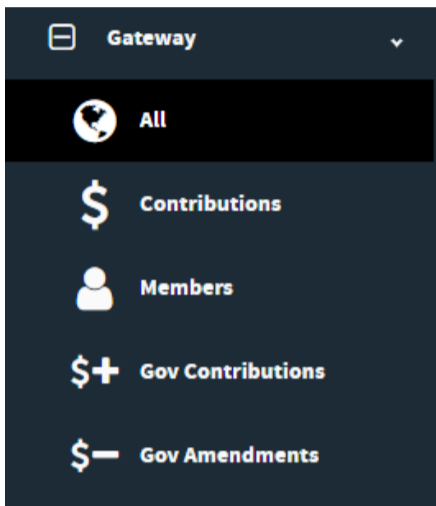 Gateway
All
Contributions
Members
$+ Gov Contributions
$- Gov Amendments